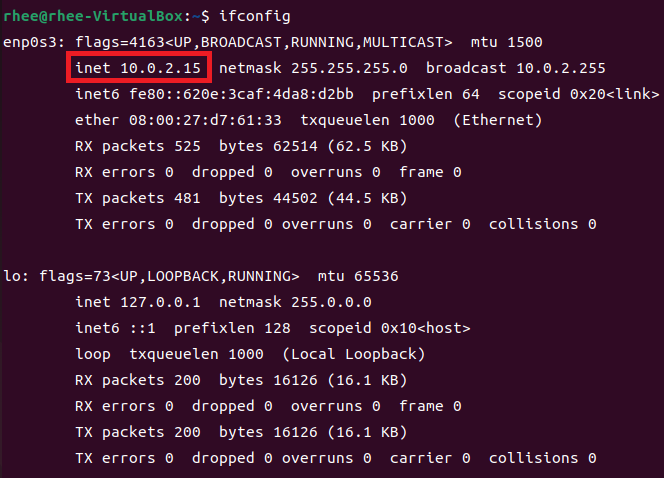 rhee@rhee-VirtualBox:~$ ifconfig
enp0s3: flags=4163<UP,BROADCAST,RUNNING,MULTICAST>  mtu 1500
        inet 10.0.2.15  netmask 255.255.255.0  broadcast 10.0.2.255
        inet6 fe80::620e:3caf:4da8:d2bb  prefixlen 64  scopeid 0x20<link>
        ether 08:00:27:d7:61:33  txqueuelen 1000  (Ethernet)
        RX packets 525  bytes 62514 (62.5 KB)
        RX errors 0  dropped 0  overruns 0  frame 0
        TX packets 481  bytes 44502 (44.5 KB)
        TX errors 0  dropped 0 overruns 0  carrier 0  collisions 0

lo: flags=73<UP,LOOPBACK,RUNNING>  mtu 65536
        inet 127.0.0.1  netmask 255.0.0.0
        inet6 ::1  prefixlen 128  scopeid 0x10<host>
        loop  txqueuelen 1000  (Local Loopback)
        RX packets 200  bytes 16126 (16.1 KB)
        RX errors 0  dropped 0  overruns 0  frame 0
        TX packets 200  bytes 16126 (16.1 KB)
        TX errors 0  dropped 0 overruns 0  carrier 0  collisions 0